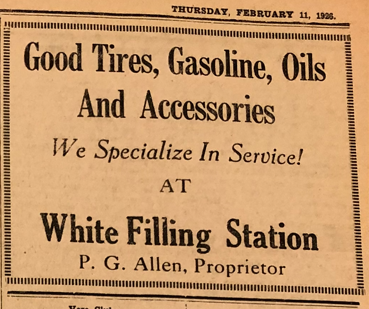 THURSDAY, FEBRUARY 11, 1926.
Good Tires, Gasoline, Oils
And Accessories
We Specialize In Service!
AT
White Filling Station
P. G. Allen, Proprietor